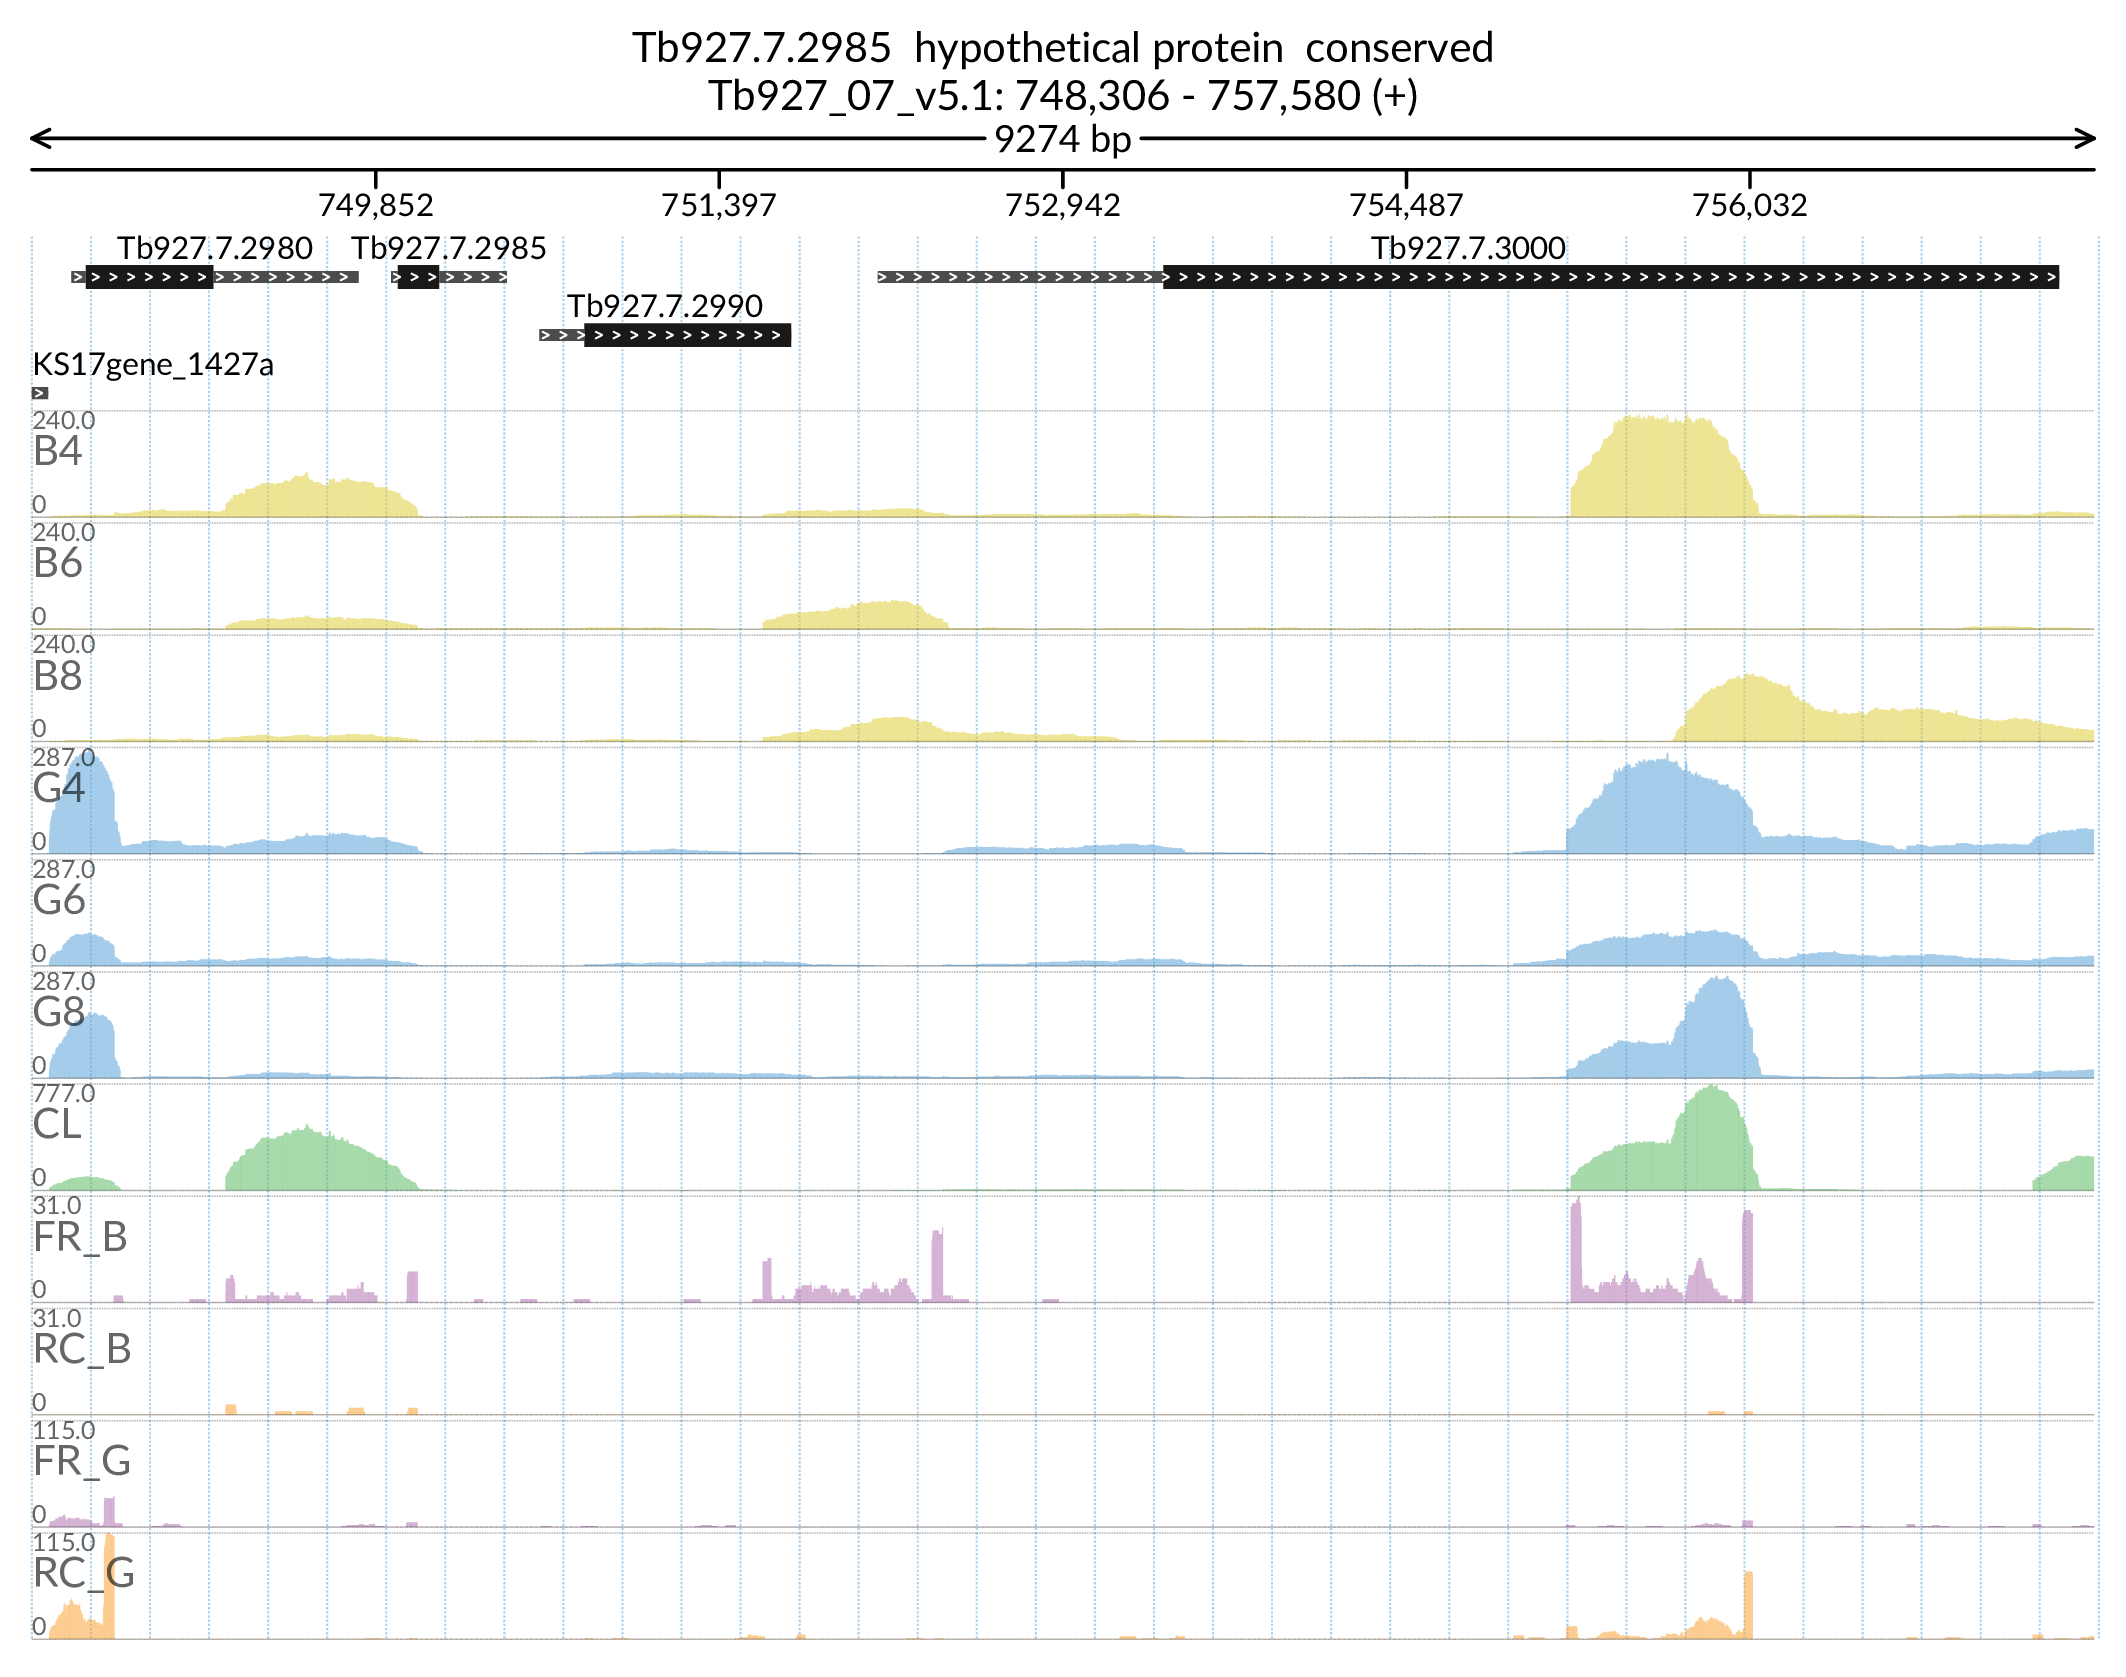 Tb927.7.2985  hypothetical protein  conserved
Tb927_07_v5.1: 748,306 - 757,580 (+)
9274 bp
749,852 751,397 752,942 754,487 756,032
Tb927.7.2980 Tb927.7.2985 Tb927.7.3000
Tb927.7.2990
KS17gene_1427a
240.0
B4
0
240.0
B6
0
240.0
B8
0
287.0
G4
0
287.0
G6
0
287.0
G8
0
777.0
CL
0
31.0
FR_B
0
31.0
RC_B
0
115.0
FR_G
0
115.0
RC_G
0